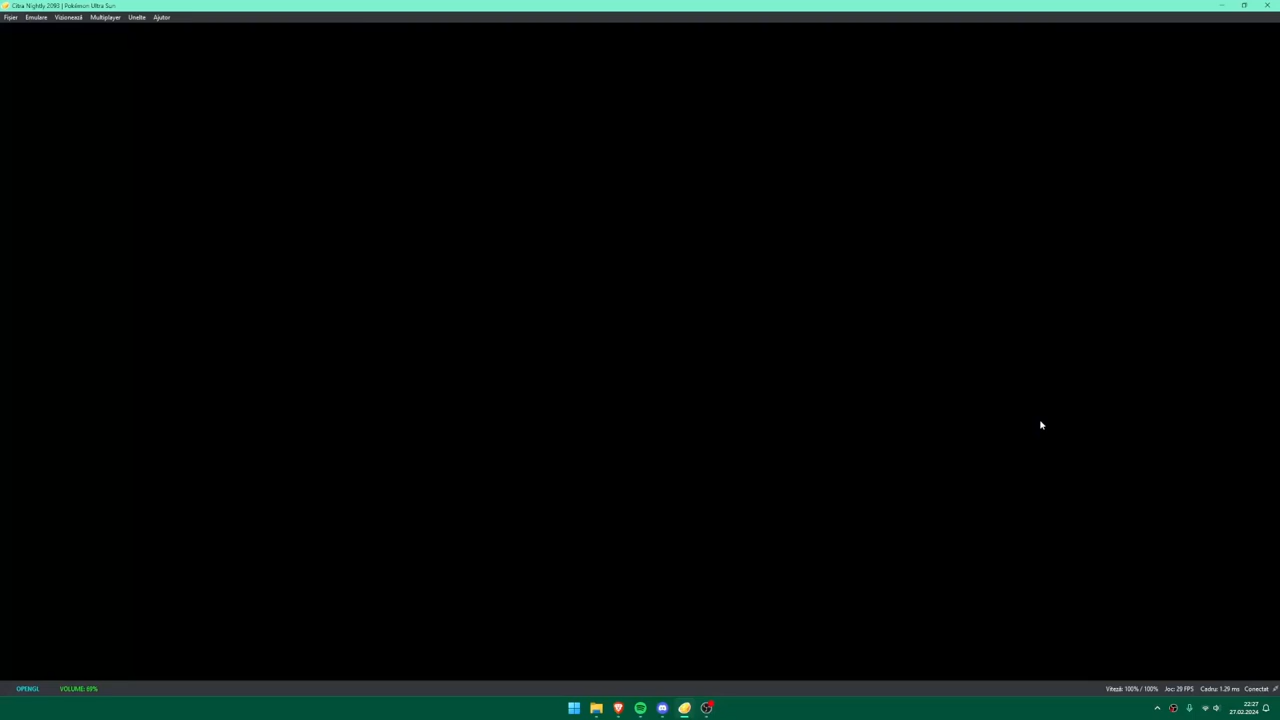 Citra Nightly 2093 | Pokémon Ultra Sun
Fișier Emulare Vizionează Multiplayer Unelte Ajutor
OPENGL VOLUME: 69%
Viteză: 100% / 100% Joc: 29 FPS Cadru: 1.29 ms Conectat
22:27
27.02.2024